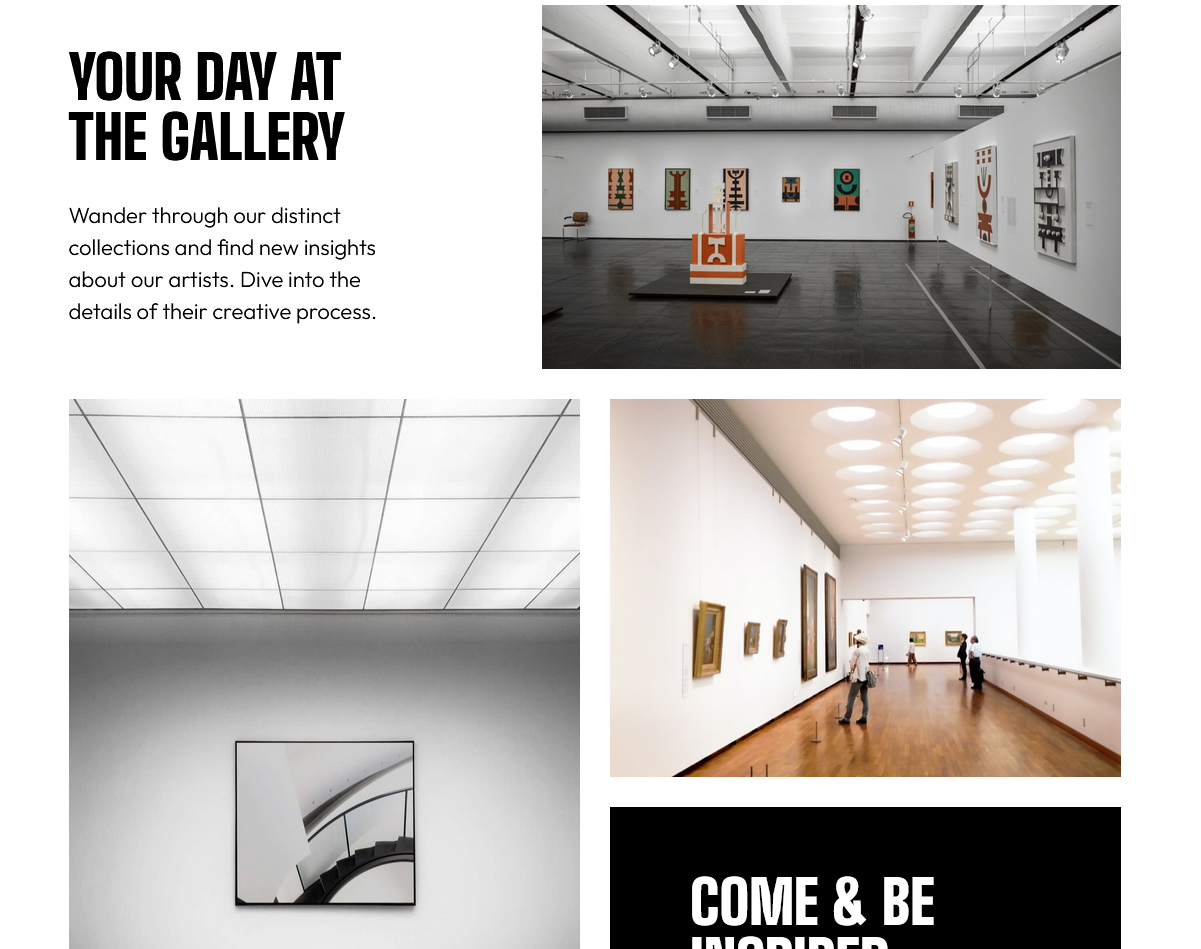 YOUR DAY AT
THE GALLERY
Wander through our distinct
collections and find new insights
about our artists. Dive into the
details of their creative process.
COME & BE
INSPIRED